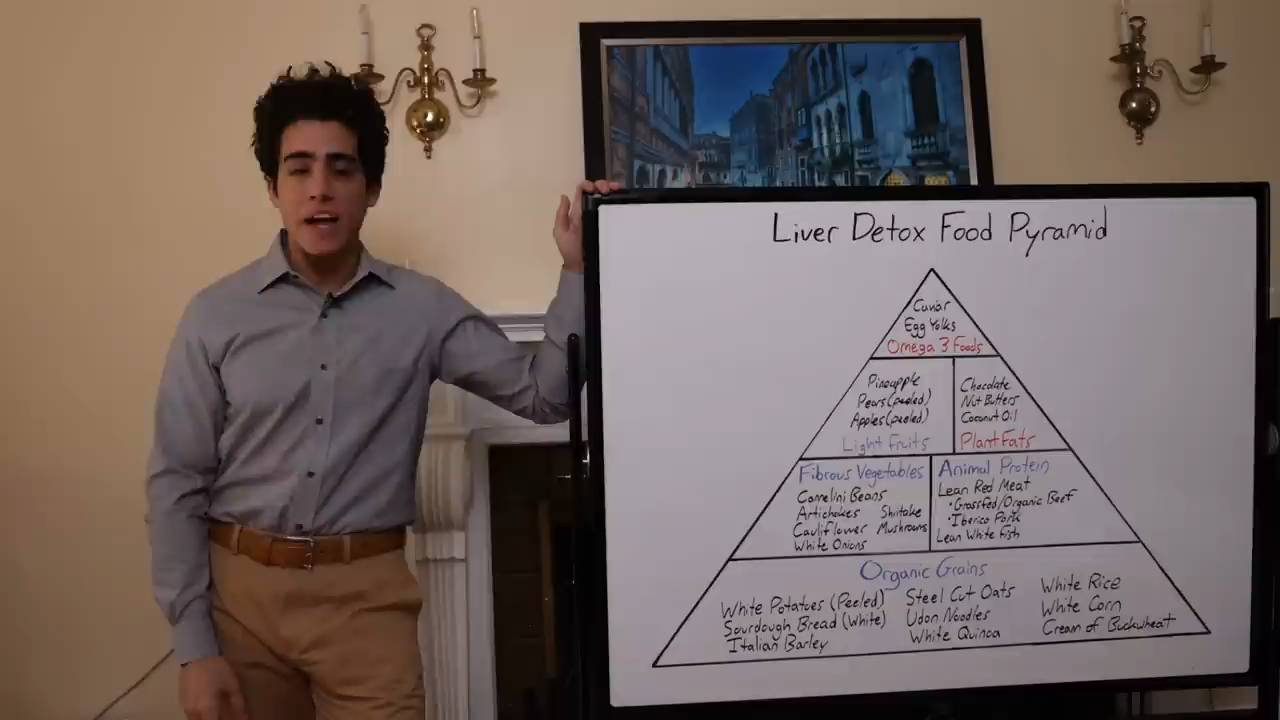 Liver Detox Food Pyramid
Caviar
Egg Yolks
Omega 3 Foods
Pineapple
Pears (peeled)
Apples (peeled)
Light Fruits
Chocolate
Nut Butters
Coconut Oil
Plant Fats
Fibrous Vegetables
Cannelini Beans
Artichokes Shiitake
Cauliflower Mushrooms
White Onions
Animal Protein
Lean Red Meat
• Grassfed/Organic Beef
• Iberico Pork
Lean White Fish
Organic Grains
White Potatoes (Peeled)
Sourdough Bread (White)
Italian Barley
Steel Cut Oats
Udon Noodles
White Quinoa
White Rice
White Corn
Cream of Buckwheat